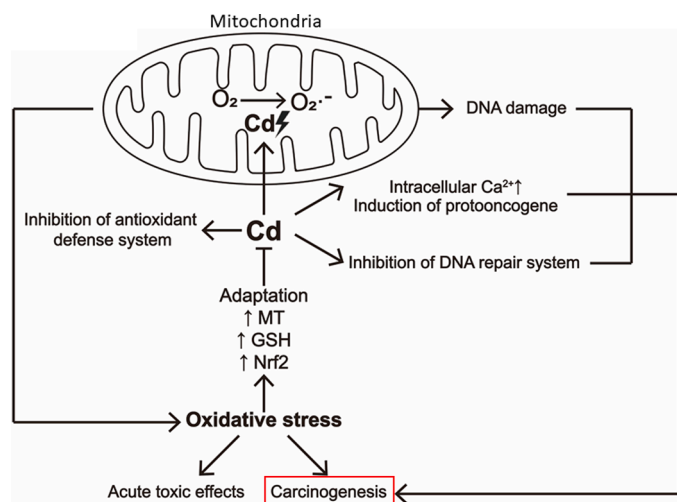 Mitochondria
O₂ O₂·⁻
Cd
DNA damage
Intracellular Ca²⁺↑
Induction of protooncogene
Inhibition of antioxidant
defense system
Cd
Inhibition of DNA repair system
Adaptation
↑ MT
↑ GSH
↑ Nrf2
Oxidative stress
Acute toxic effects
Carcinogenesis